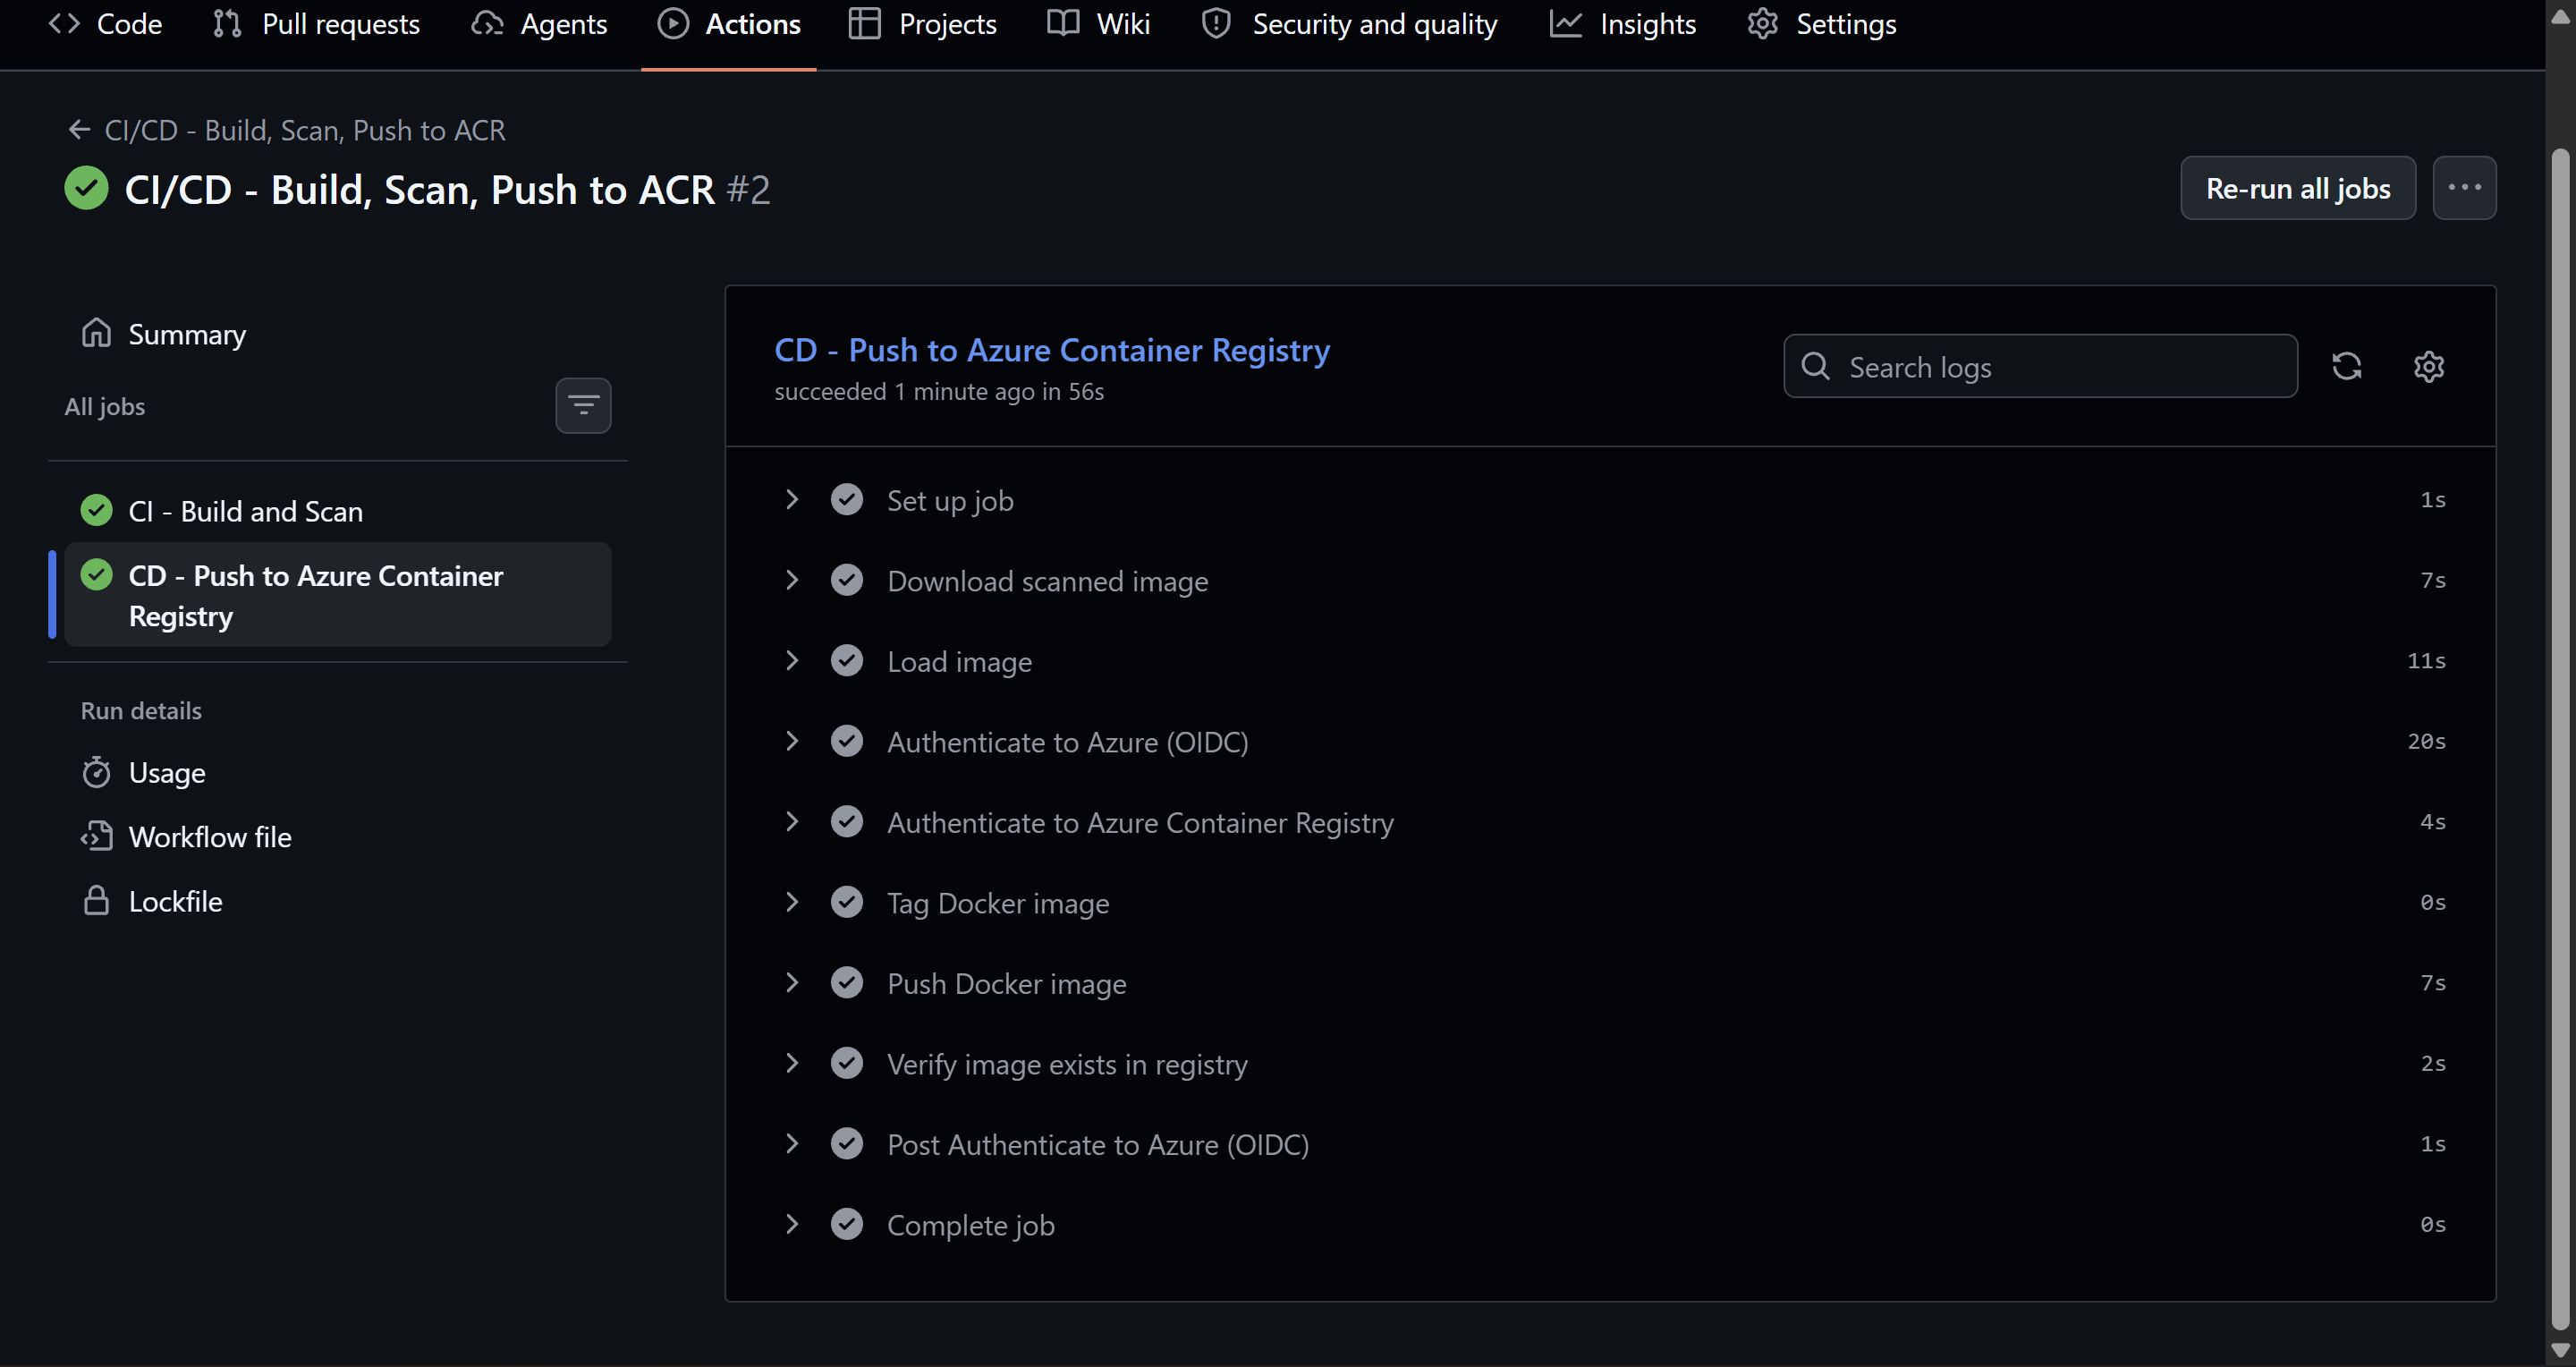 Code Pull requests Agents Actions Projects Wiki Security and quality Insights Settings
CI/CD - Build, Scan, Push to ACR
CI/CD - Build, Scan, Push to ACR #2
Re-run all jobs
Summary
All jobs
CI - Build and Scan
CD - Push to Azure Container
Registry
Run details
Usage
Workflow file
Lockfile
CD - Push to Azure Container Registry
succeeded 1 minute ago in 56s
Search logs
Set up job 1s
Download scanned image 7s
Load image 11s
Authenticate to Azure (OIDC) 20s
Authenticate to Azure Container Registry 4s
Tag Docker image 0s
Push Docker image 7s
Verify image exists in registry 2s
Post Authenticate to Azure (OIDC) 1s
Complete job 0s